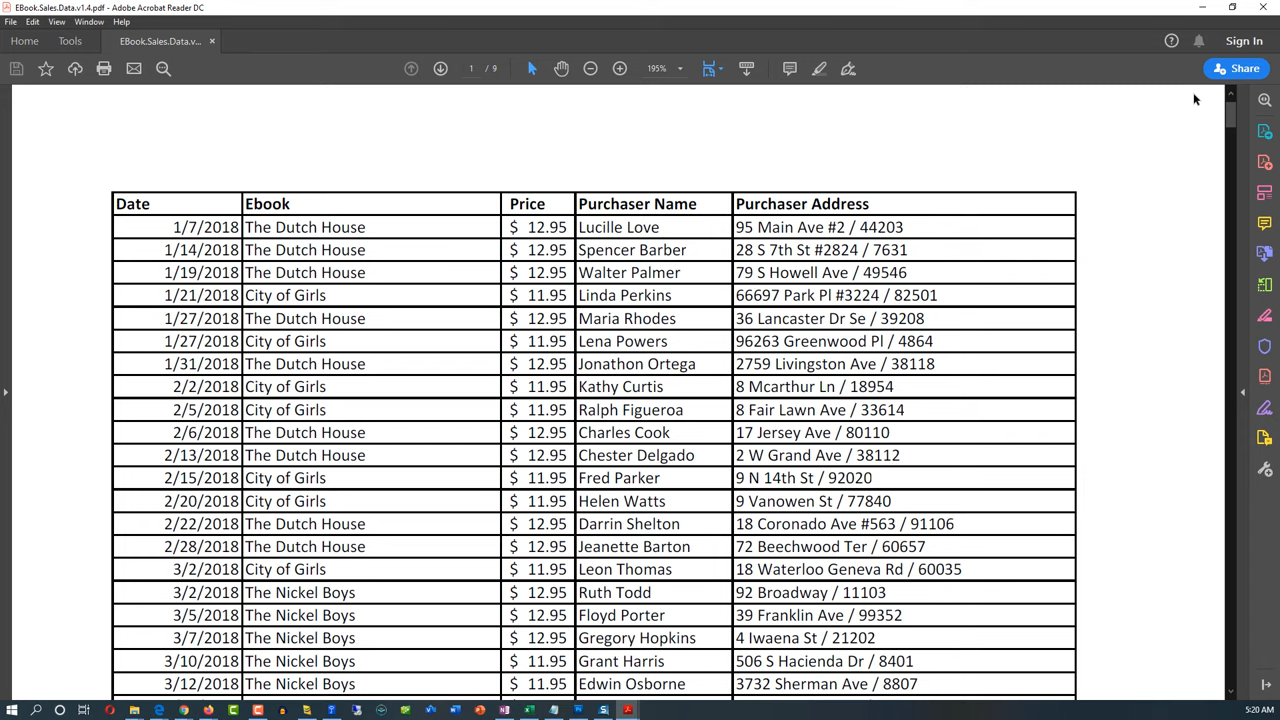 EBook.Sales.Data.v1.4.pdf - Adobe Acrobat Reader DC
File Edit View Window Help
Home Tools EBook.Sales.Data.v... × Sign In
1 / 9 195% Share
Date Ebook Price Purchaser Name Purchaser Address
1/7/2018 The Dutch House $ 12.95 Lucille Love 95 Main Ave #2 / 44203
1/14/2018 The Dutch House $ 12.95 Spencer Barber 28 S 7th St #2824 / 7631
1/19/2018 The Dutch House $ 12.95 Walter Palmer 79 S Howell Ave / 49546
1/21/2018 City of Girls $ 11.95 Linda Perkins 66697 Park Pl #3224 / 82501
1/27/2018 The Dutch House $ 12.95 Maria Rhodes 36 Lancaster Dr Se / 39208
1/27/2018 City of Girls $ 11.95 Lena Powers 96263 Greenwood Pl / 4864
1/31/2018 The Dutch House $ 12.95 Jonathon Ortega 2759 Livingston Ave / 38118
2/2/2018 City of Girls $ 11.95 Kathy Curtis 8 Mcarthur Ln / 18954
2/5/2018 City of Girls $ 11.95 Ralph Figueroa 8 Fair Lawn Ave / 33614
2/6/2018 The Dutch House $ 12.95 Charles Cook 17 Jersey Ave / 80110
2/13/2018 The Dutch House $ 12.95 Chester Delgado 2 W Grand Ave / 38112
2/15/2018 City of Girls $ 11.95 Fred Parker 9 N 14th St / 92020
2/20/2018 City of Girls $ 11.95 Helen Watts 9 Vanowen St / 77840
2/22/2018 The Dutch House $ 12.95 Darrin Shelton 18 Coronado Ave #563 / 91106
2/28/2018 The Dutch House $ 12.95 Jeanette Barton 72 Beechwood Ter / 60657
3/2/2018 City of Girls $ 11.95 Leon Thomas 18 Waterloo Geneva Rd / 60035
3/2/2018 The Nickel Boys $ 12.95 Ruth Todd 92 Broadway / 11103
3/5/2018 The Nickel Boys $ 12.95 Floyd Porter 39 Franklin Ave / 99352
3/7/2018 The Nickel Boys $ 12.95 Gregory Hopkins 4 Iwaena St / 21202
3/10/2018 The Nickel Boys $ 11.95 Grant Harris 506 S Hacienda Dr / 8401
3/12/2018 The Nickel Boys $ 11.95 Edwin Osborne 3732 Sherman Ave / 8807
5:20 AM